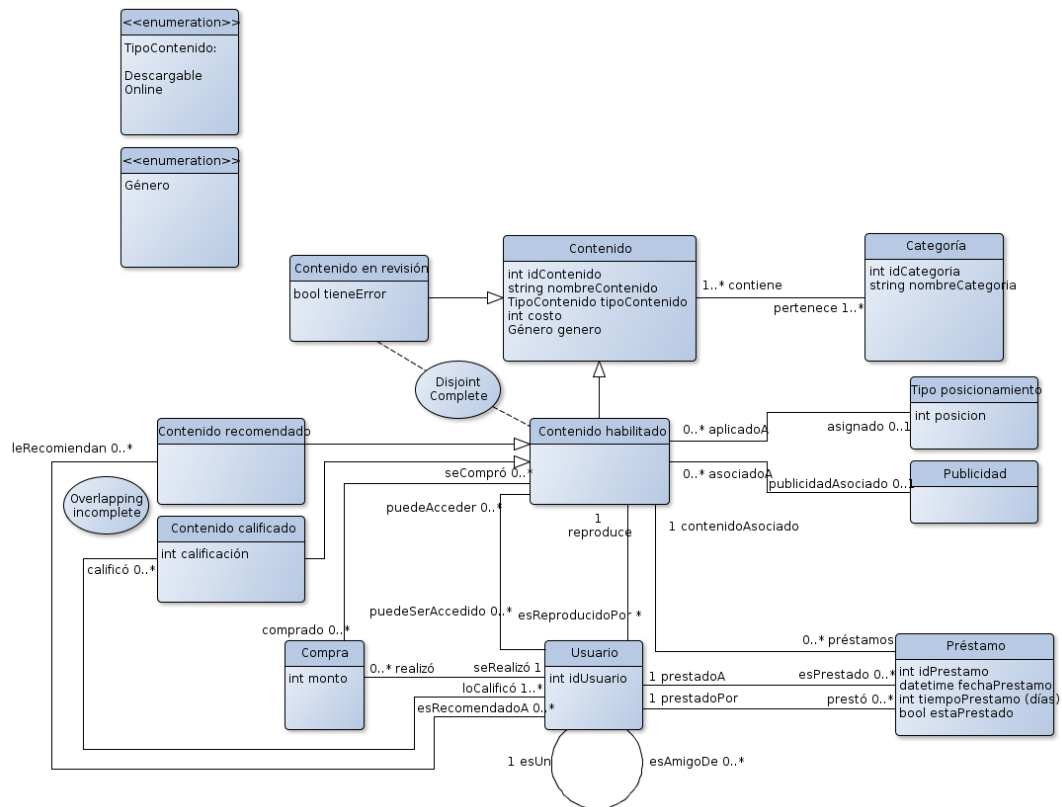 <<enumeration>>
TipoContenido:
Descargable
Online
<<enumeration>>
Género
Contenido
int idContenido
string nombreContenido
TipoContenido tipoContenido
int costo
Género genero
Categoría
int idCategoria
string nombreCategoria
Contenido en revisión
bool tieneError
1..* contiene
pertenece 1..*
Disjoint
Complete
Tipo posicionamiento
int posicion
Contenido recomendado
Contenido habilitado
0..* aplicadoA
asignado 0..1
leRecomiendan 0..*
Publicidad
seCompró 0..*
0..* asociadoA
publicidadAsociado 0..1
Overlapping
incomplete
puedeAcceder 0..*
Contenido calificado
int calificación
1
reproduce
1 contenidoAsociado
calificó 0..*
puedeSerAccedido 0..*
esReproducidoPor *
comprado 0..*
0..* préstamos
Compra
int monto
Usuario
int idUsuario
Préstamo
int idPrestamo
datetime fechaPrestamo
int tiempoPrestamo (días)
bool estaPrestado
0..* realizó
seRealizó 1
1 prestadoA
esPrestado 0..*
loCalificó 1..*
1 prestadoPor
prestó 0..*
esRecomendadoA 0..*
1 esUn
esAmigoDe 0..*